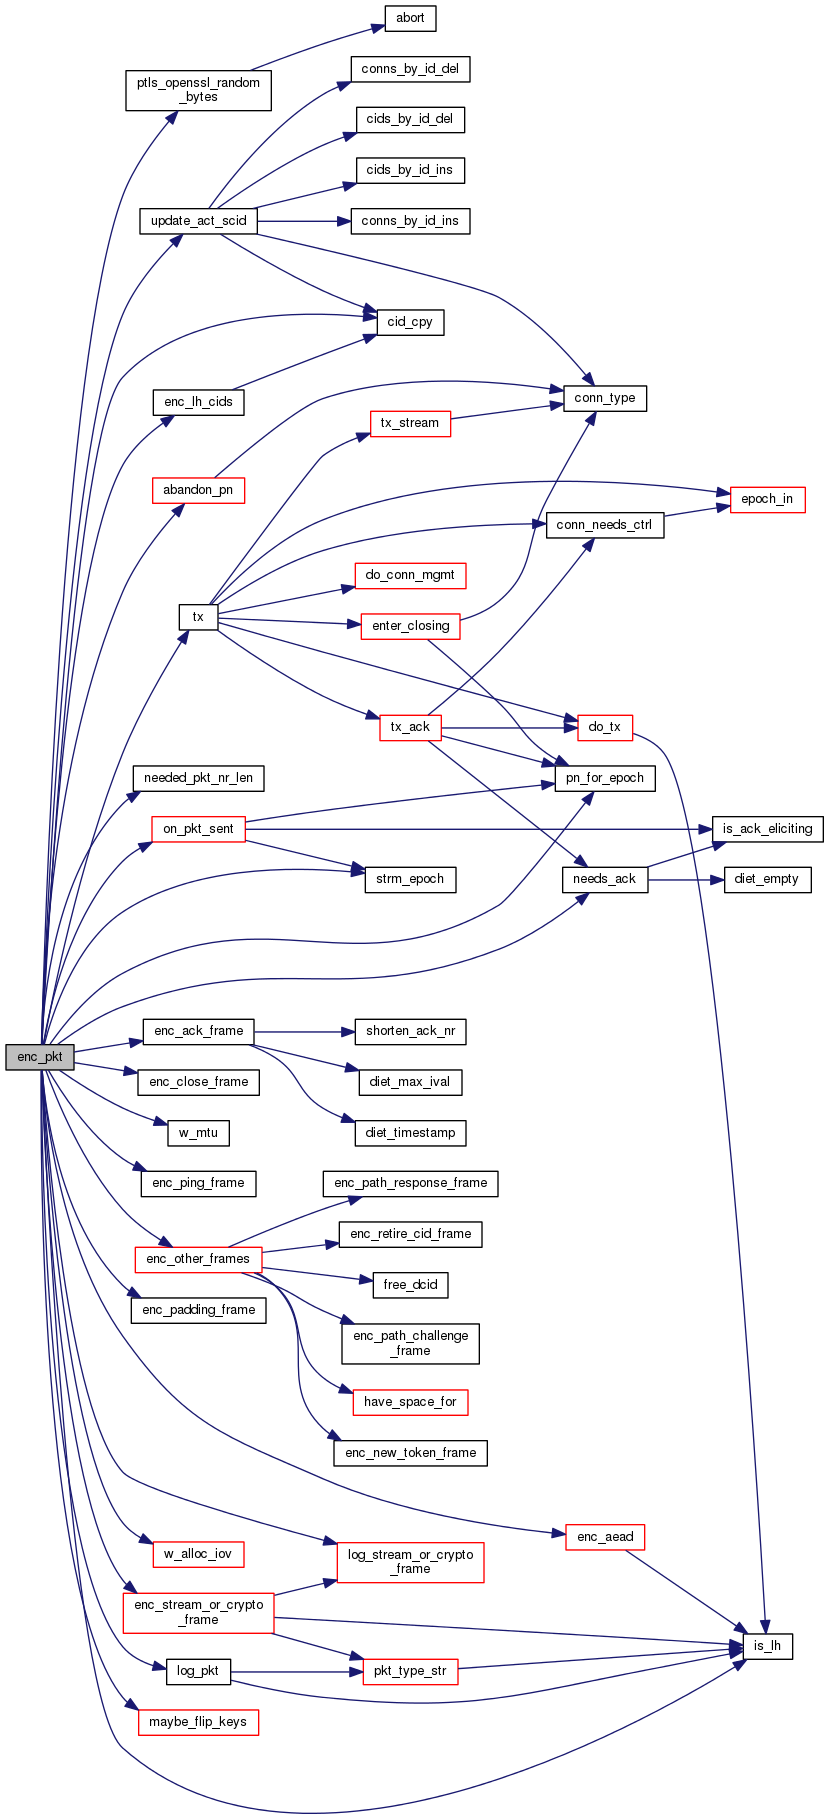 abort
ptls_openssl_random
_bytes
conns_by_id_del
cids_by_id_del
cids_by_id_ins
update_act_scid
conns_by_id_ins
cid_cpy
enc_lh_cids
conn_type
tx_stream
abandon_pn
epoch_in
conn_needs_ctrl
do_conn_mgmt
tx
enter_closing
tx_ack
do_tx
needed_pkt_nr_len
pn_for_epoch
on_pkt_sent
is_ack_eliciting
strm_epoch
needs_ack
diet_empty
enc_ack_frame
shorten_ack_nr
enc_pkt
enc_close_frame
diet_max_ival
w_mtu
diet_timestamp
enc_ping_frame
enc_path_response_frame
enc_retire_cid_frame
enc_other_frames
free_dcid
enc_padding_frame
enc_path_challenge
_frame
have_space_for
enc_new_token_frame
enc_aead
w_alloc_iov
log_stream_or_crypto
_frame
enc_stream_or_crypto
_frame
is_lh
log_pkt
pkt_type_str
maybe_flip_keys